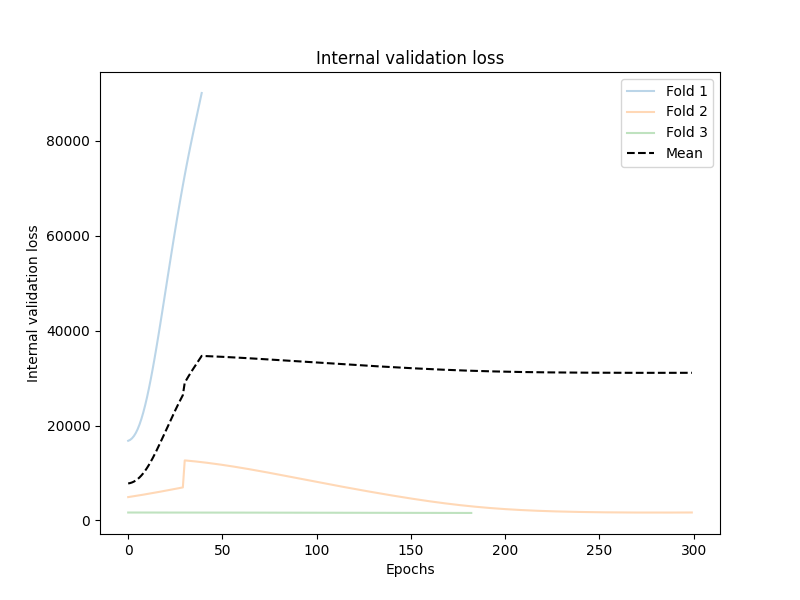 Internal validation loss
Fold 1
Fold 2
Fold 3
Mean
Internal validation loss
80000
60000
40000
20000
0
0 50 100 150 200 250 300
Epochs